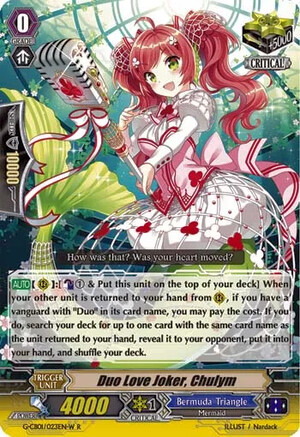 0
GRADE
+5000
CRITICAL
SHIELD
10000
How was that? Was your heart moved?
AUTO [ ]1:[ ① & Put this unit on the top of your deck] When
your other unit is returned to your hand from , if you have a
vanguard with "Duo" in its card name, you may pay the cost. If you
do, search your deck for up to one card with the same card name as
the unit returned to your hand, reveal it to your opponent, put it into
your hand, and shuffle your deck.
TRIGGER
UNIT
Duo Love Joker, Chulym
POWER
4000
1
CRITICAL
Bermuda Triangle
Mermaid
G-CB01/023EN-W R
ILLUST / Nardack